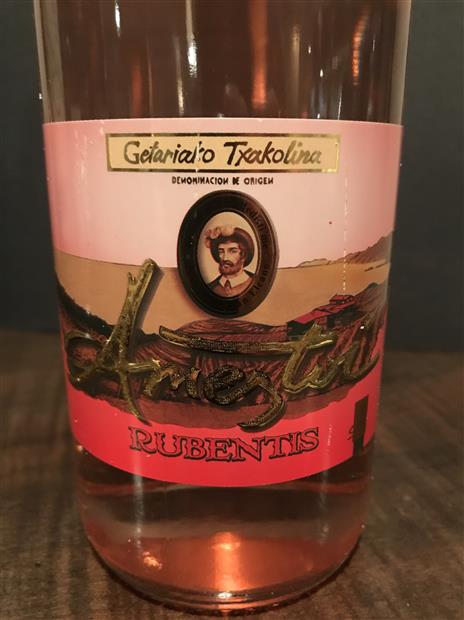 Getariako Txakolina
DENOMINACION DE ORIGEN
Ameztoi
RUBENTIS